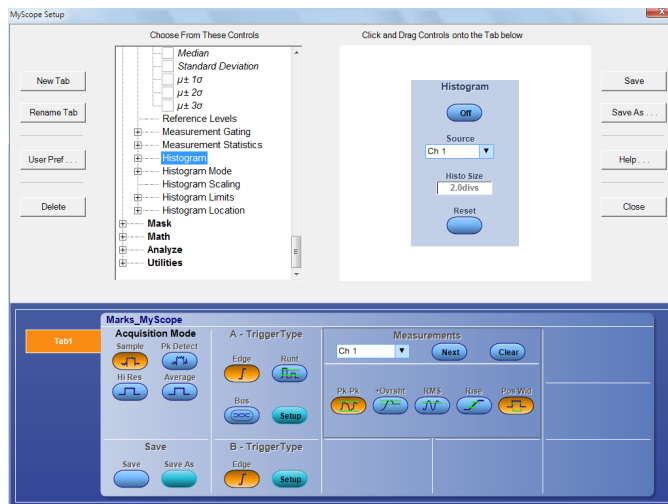 MyScope Setup
Choose From These Controls
Click and Drag Controls onto the Tab below
New Tab
Rename Tab
User Pref . . .
Delete
Median
Standard Deviation
µ± 1σ
µ± 2σ
µ± 3σ
Reference Levels
Measurement Gating
Measurement Statistics
Histogram
Histogram Mode
Histogram Scaling
Histogram Limits
Histogram Location
Mask
Math
Analyze
Utilities
Histogram
Off
Source
Ch 1
Histo Size
2.0divs
Reset
Save
Save As . . .
Help . . .
Close
Tab1
Marks_MyScope
Acquisition Mode
Sample Pk Detect
Hi Res Average
Save
Save Save As
A - TriggerType
Edge Runt
Bus
Setup
B - TriggerType
Edge
Setup
Measurements
Ch 1 Next Clear
Pk-Pk +Ovrsht RMS Rise Pos Wid